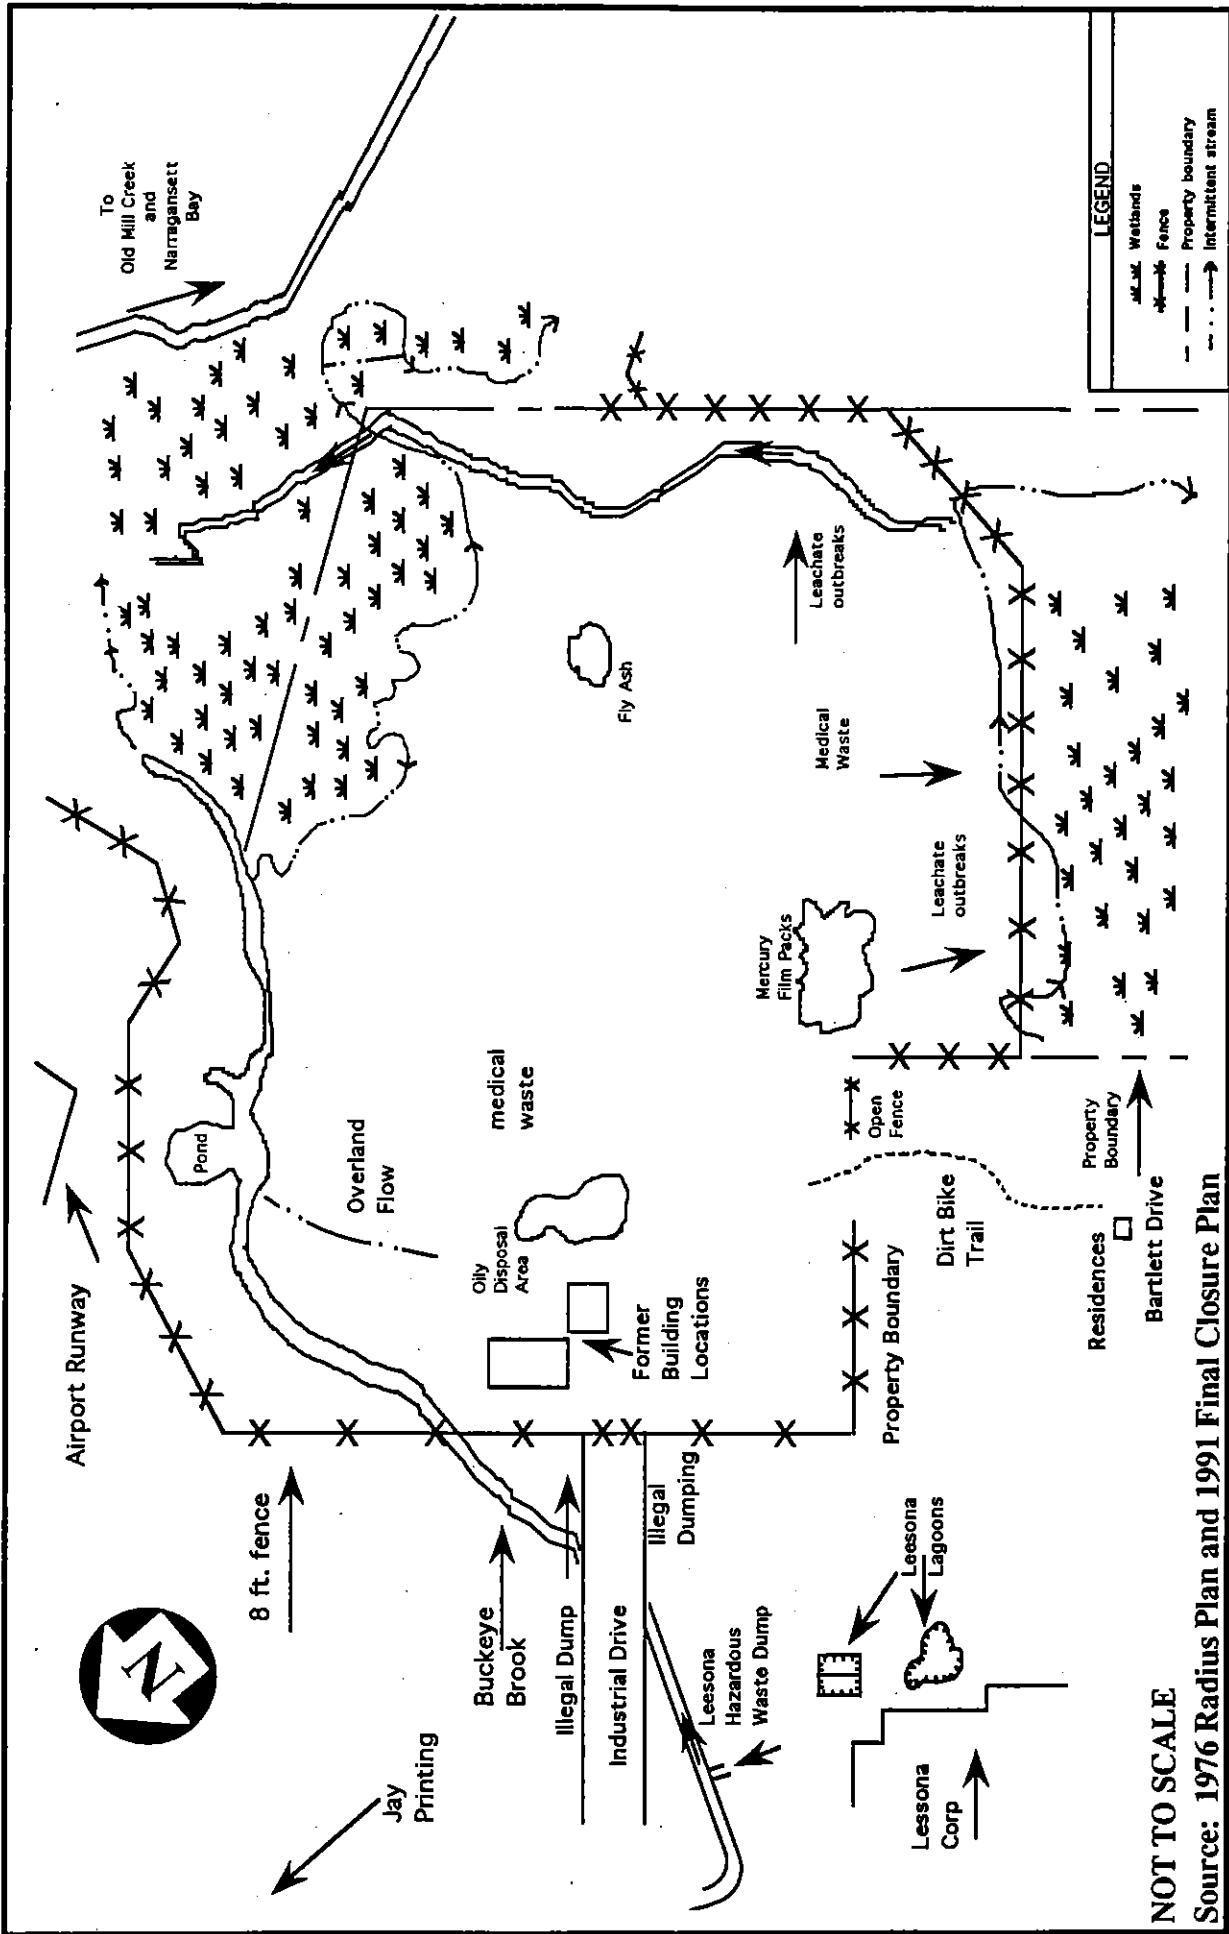 Airport Runway
8 ft. fence
N
Jay
Printing
Buckeye
Brook
Illegal Dump
Industrial Drive
Illegal
Dumping
Leesona
Hazardous
Waste Dump
Leesona
Lagoons
Lessona
Corp
Pond
Overland
Flow
Oily
Disposal
Area
medical
waste
Former
Building
Locations
Property Boundary
Dirt Bike
Trail
Open
Fence
Residences
Property
Boundary
Bartlett Drive
Mercury
Film Packs
Leachate
outbreaks
Medical
Waste
Leachate
outbreaks
Fly Ash
To
Old Mill Creek
and
Narragansett
Bay
LEGEND
Wetlands
Fence
Property boundary
Intermittent stream
NOT TO SCALE
Source: 1976 Radius Plan and 1991 Final Closure Plan